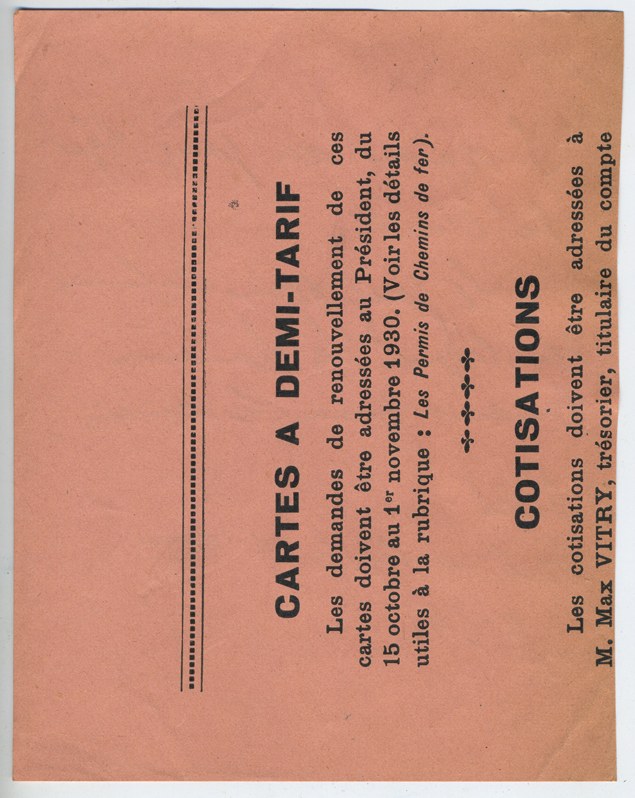 CARTES A DEMI-TARIF
Les demandes de renouvellement de ces
cartes doivent être adressées au Président, du
15 octobre au 1er novembre 1930. (Voir les détails
utiles à la rubrique : Les Permis de Chemins de fer).
COTISATIONS
Les cotisations doivent être adressées à
M. Max VITRY, trésorier, titulaire du compte